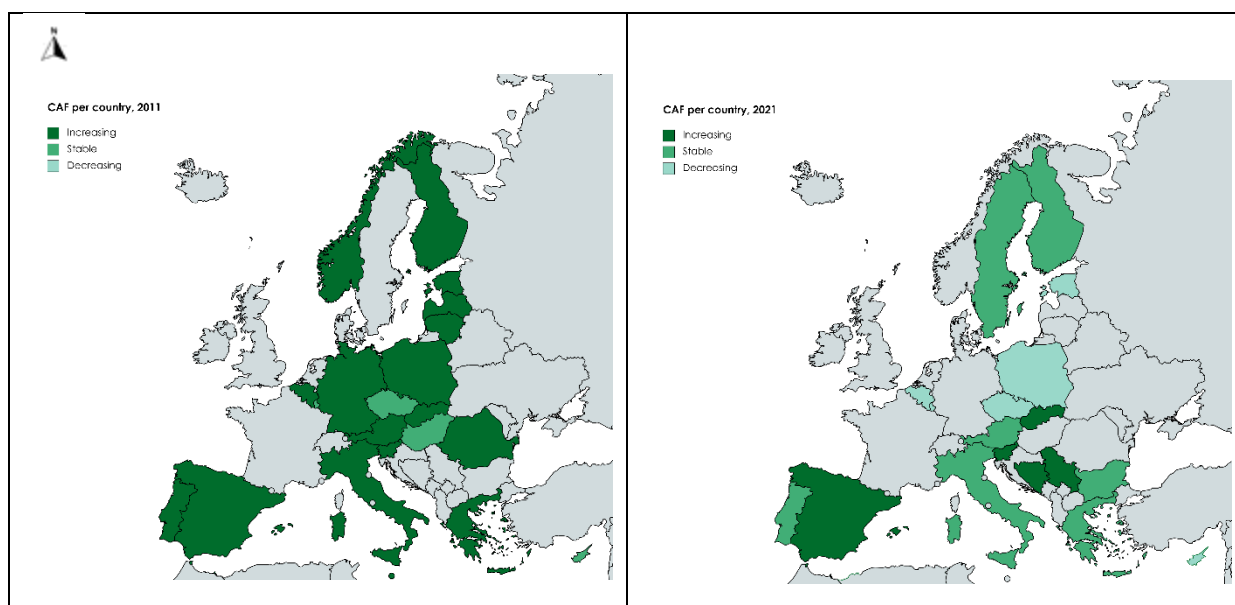 N
CAF per country, 2011
Increasing
Stable
Decreasing
CAF per country, 2021
Increasing
Stable
Decreasing